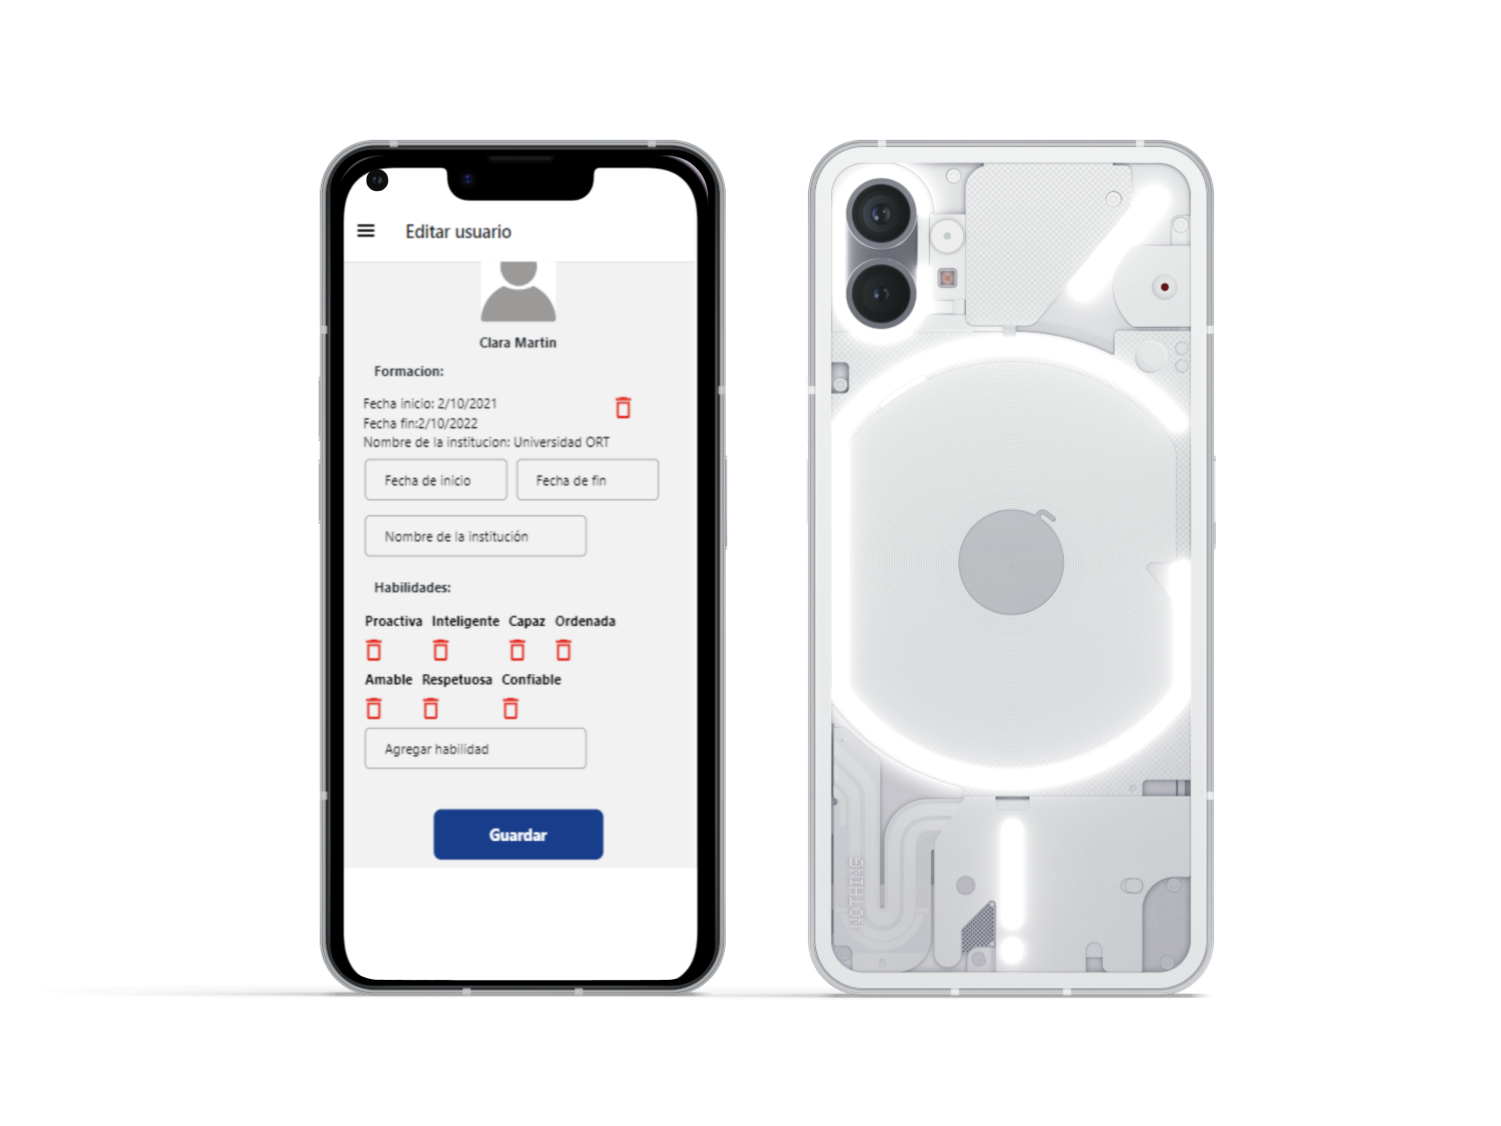 Editar usuario
Clara Martin
Formacion:
Fecha inicio: 2/10/2021
Fecha fin:2/10/2022
Nombre de la institucion: Universidad ORT
Fecha de inicio Fecha de fin
Nombre de la institución
Habilidades:
Proactiva Inteligente Capaz Ordenada
Amable Respetuosa Confiable
Agregar habilidad
Guardar
NOTHING